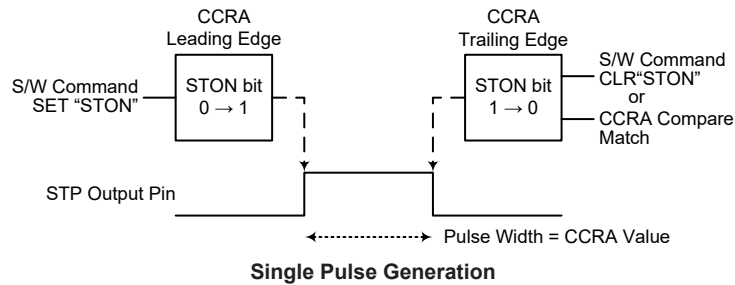 CCRA
Leading Edge
CCRA
Trailing Edge
S/W Command
SET “STON”
STON bit
0 → 1
STON bit
1 → 0
S/W Command
CLR“STON”
or
CCRA Compare
Match
STP Output Pin
Pulse Width = CCRA Value
Single Pulse Generation